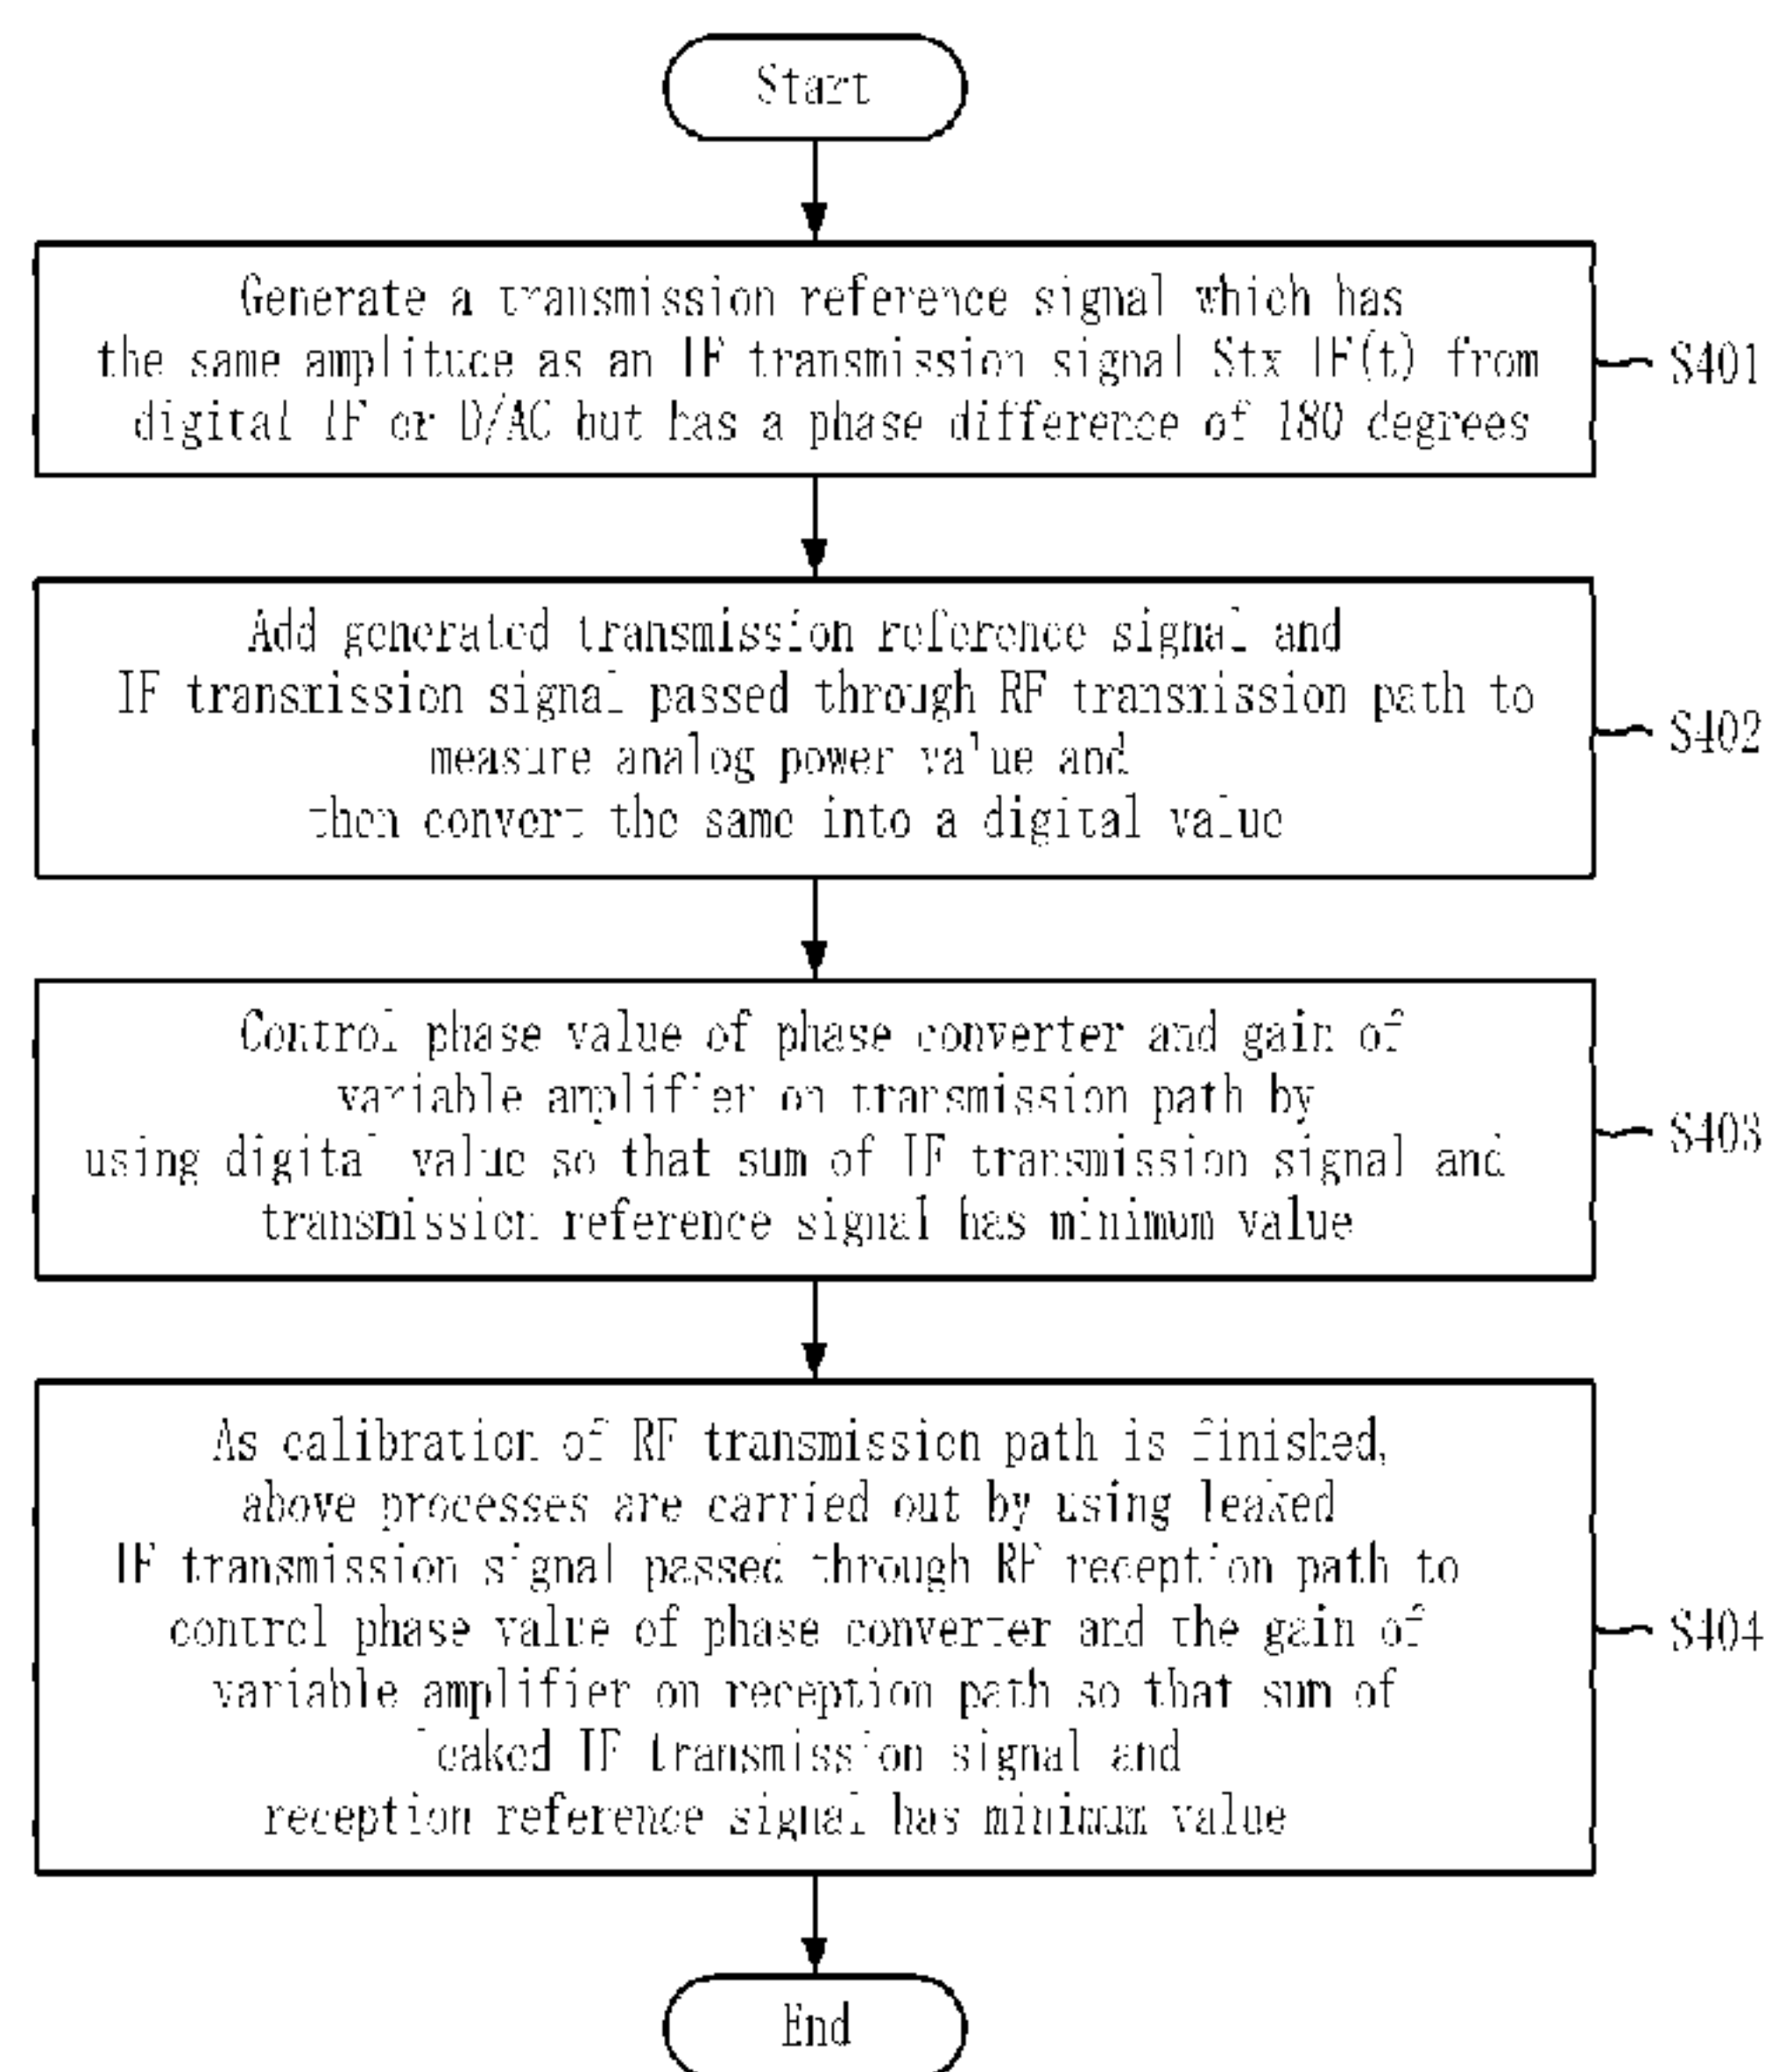 Start
Generate a transmission reference signal which has
the same amplitude as an IF transmission signal Stx IF(t) from
digital IF or D/AC but has a phase difference of 180 degrees
S401
Add generated transmission reference signal and
IF transmission signal passed through RF transmission path to
measure analog power value and
then convert the same into a digital value
S402
Control phase value of phase converter and gain of
variable amplifier on transmission path by
using digital value so that sum of IF transmission signal and
transmission reference signal has minimum value
S403
As calibration of RF transmission path is finished,
above processes are carried out by using leaked
IF transmission signal passed through RF reception path to
control phase value of phase converter and the gain of
variable amplifier on reception path so that sum of
leaked IF transmission signal and
reception reference signal has minimum value
S404
End